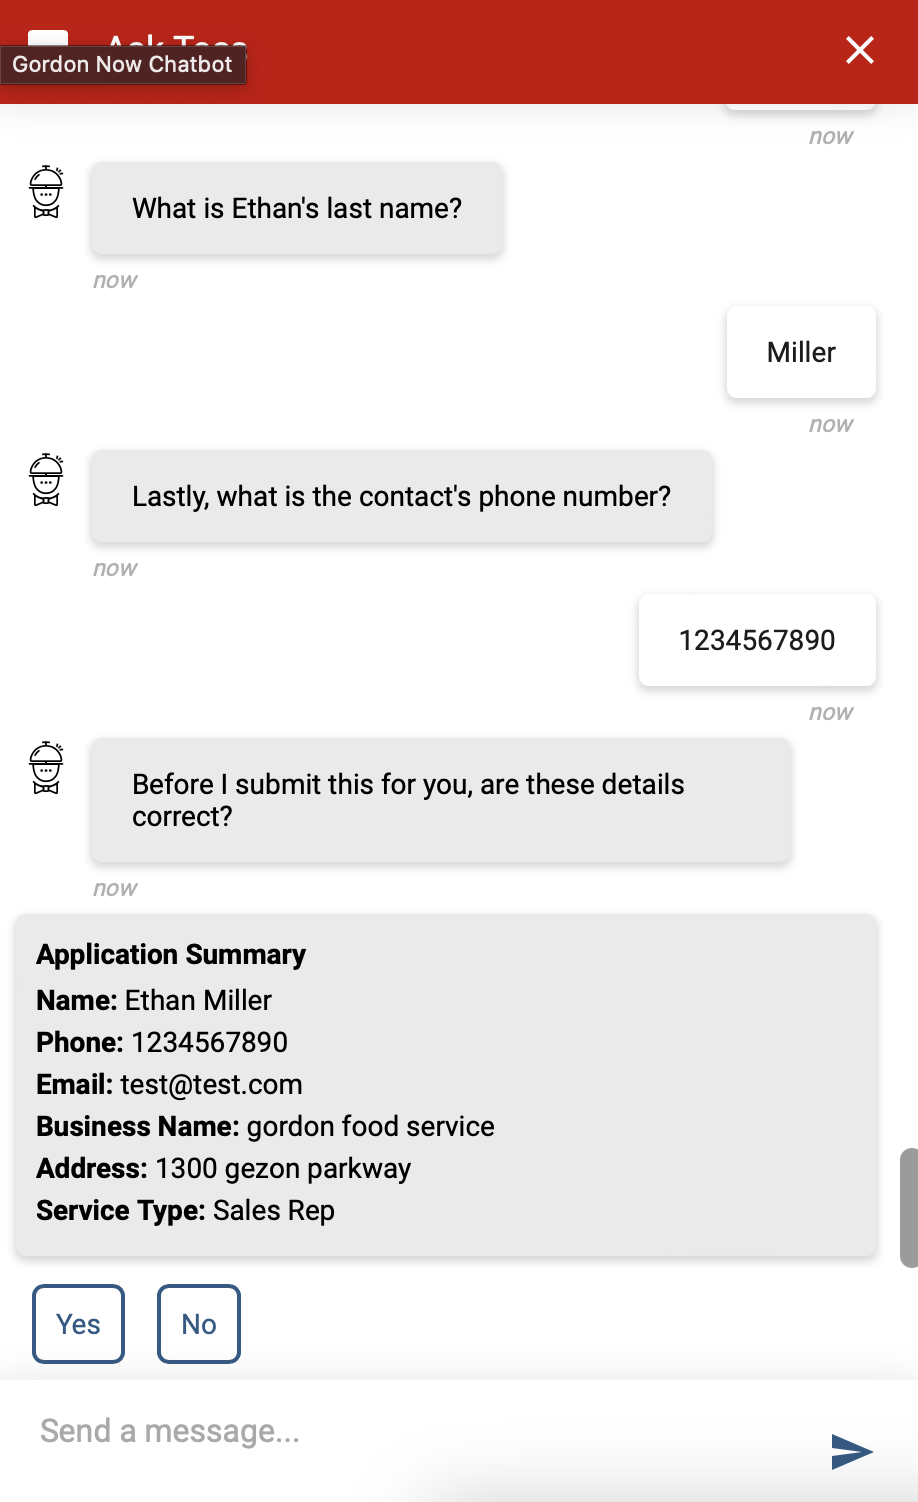 Gordon Now Chatbot
now
What is Ethan's last name?
now
Miller
now
Lastly, what is the contact's phone number?
now
1234567890
now
Before I submit this for you, are these details
correct?
now
Application Summary
Name: Ethan Miller
Phone: 1234567890
Email: test@test.com
Business Name: gordon food service
Address: 1300 gezon parkway
Service Type: Sales Rep
Yes
No
Send a message...